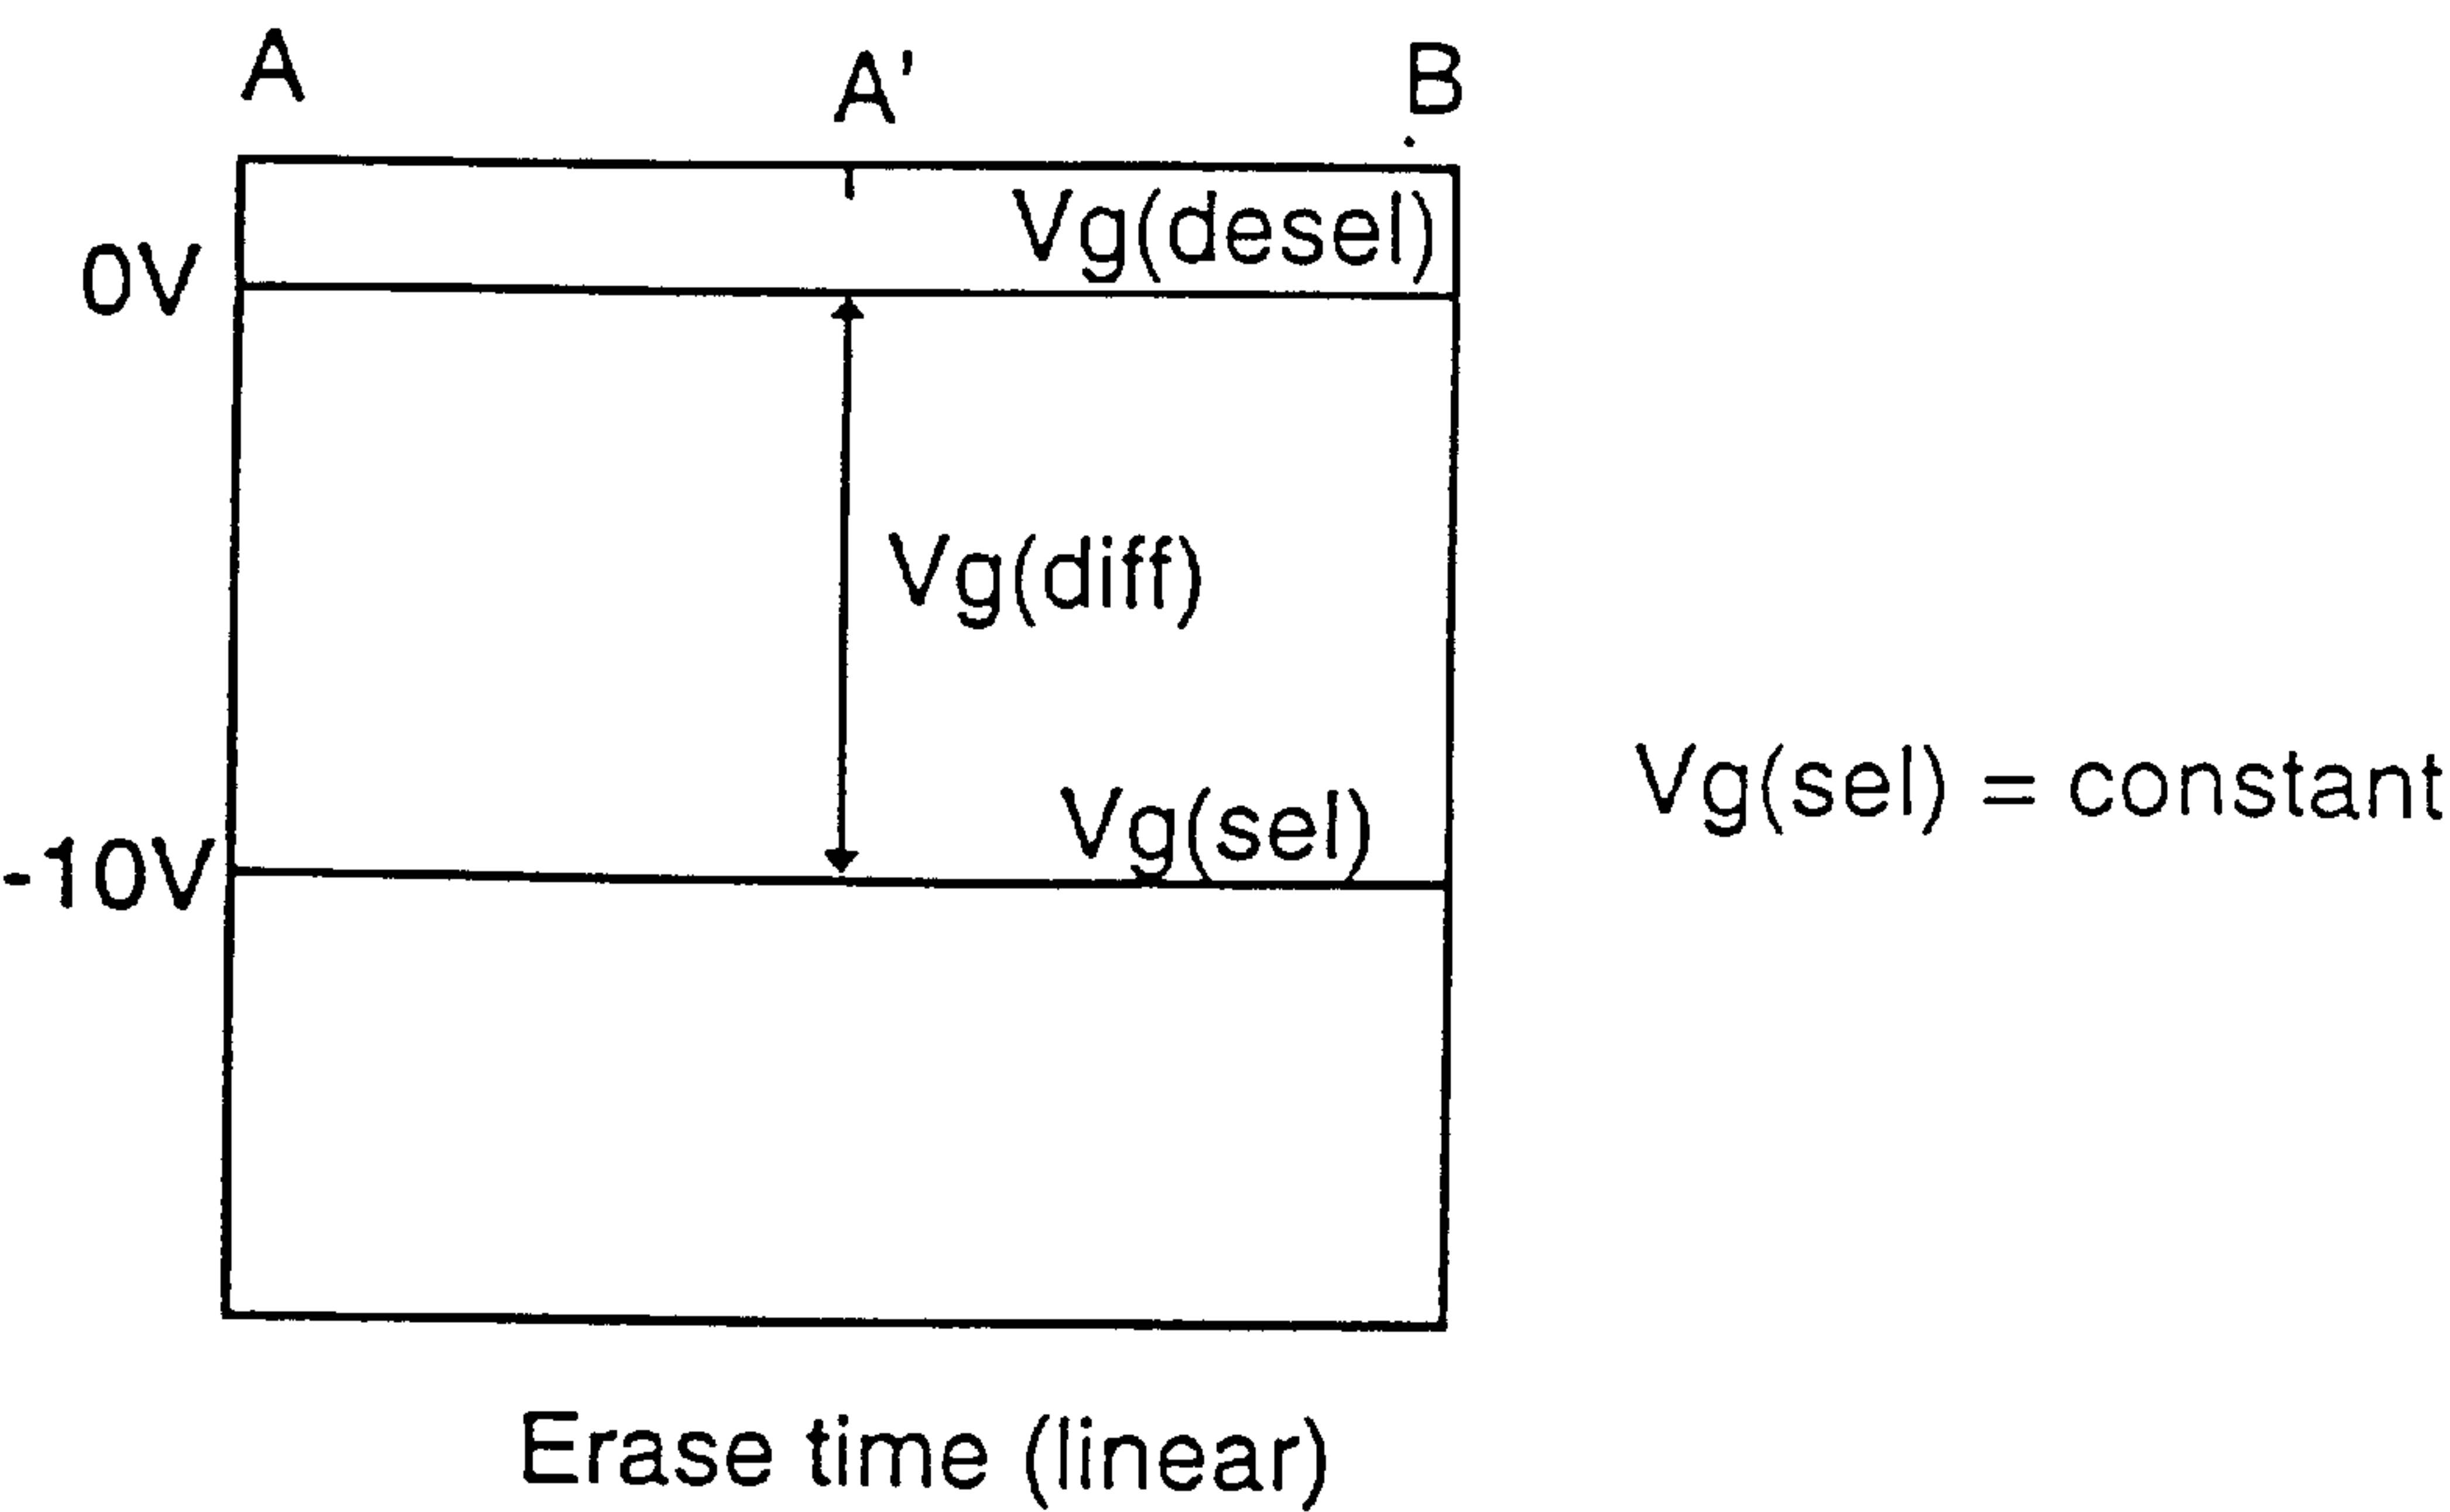 A
A'
B
Vg(desel)
0V
Vg(diff)
Vg(sel) = constant
Vg(sel)
-10V
Erase time (linear)